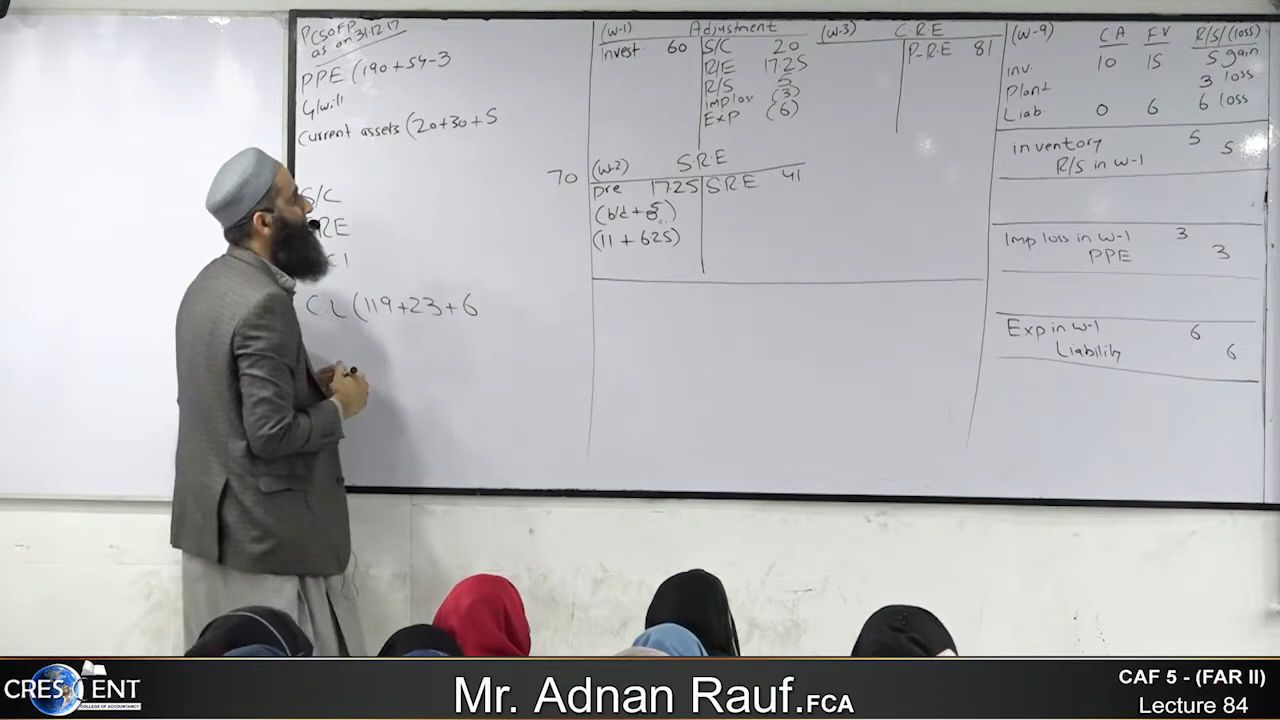 PCSOFP
as on 31.12.17
PPE (190+54-3
G/will
Current assets (20+30+5
S/C
RE
C.L (119+23+6
70
(W-1) Adjustment
Invest 60
S/C 20
R/E 17.25
R/S 5
imp loss (3)
Exp (6)
(W-2) S.R.E
pre 17.25
(b/d + 8.5)
(11 + 6.25)
S.R.E 41
(W-3) C.R.E
P-R.E 81
(W-9) C.A F.V R/S/(loss)
Inv. 10 15 5 gain
Plant 3 loss
Liab. 0 6 6 loss
inventory 5
R/S in W-1 5
Imp loss in W-1 3
PPE 3
Exp in W-1 6
Liability 6
CRESCENT
COLLEGE OF ACCOUNTANCY
Mr. Adnan Rauf.FCA
CAF 5 - (FAR II)
Lecture 84